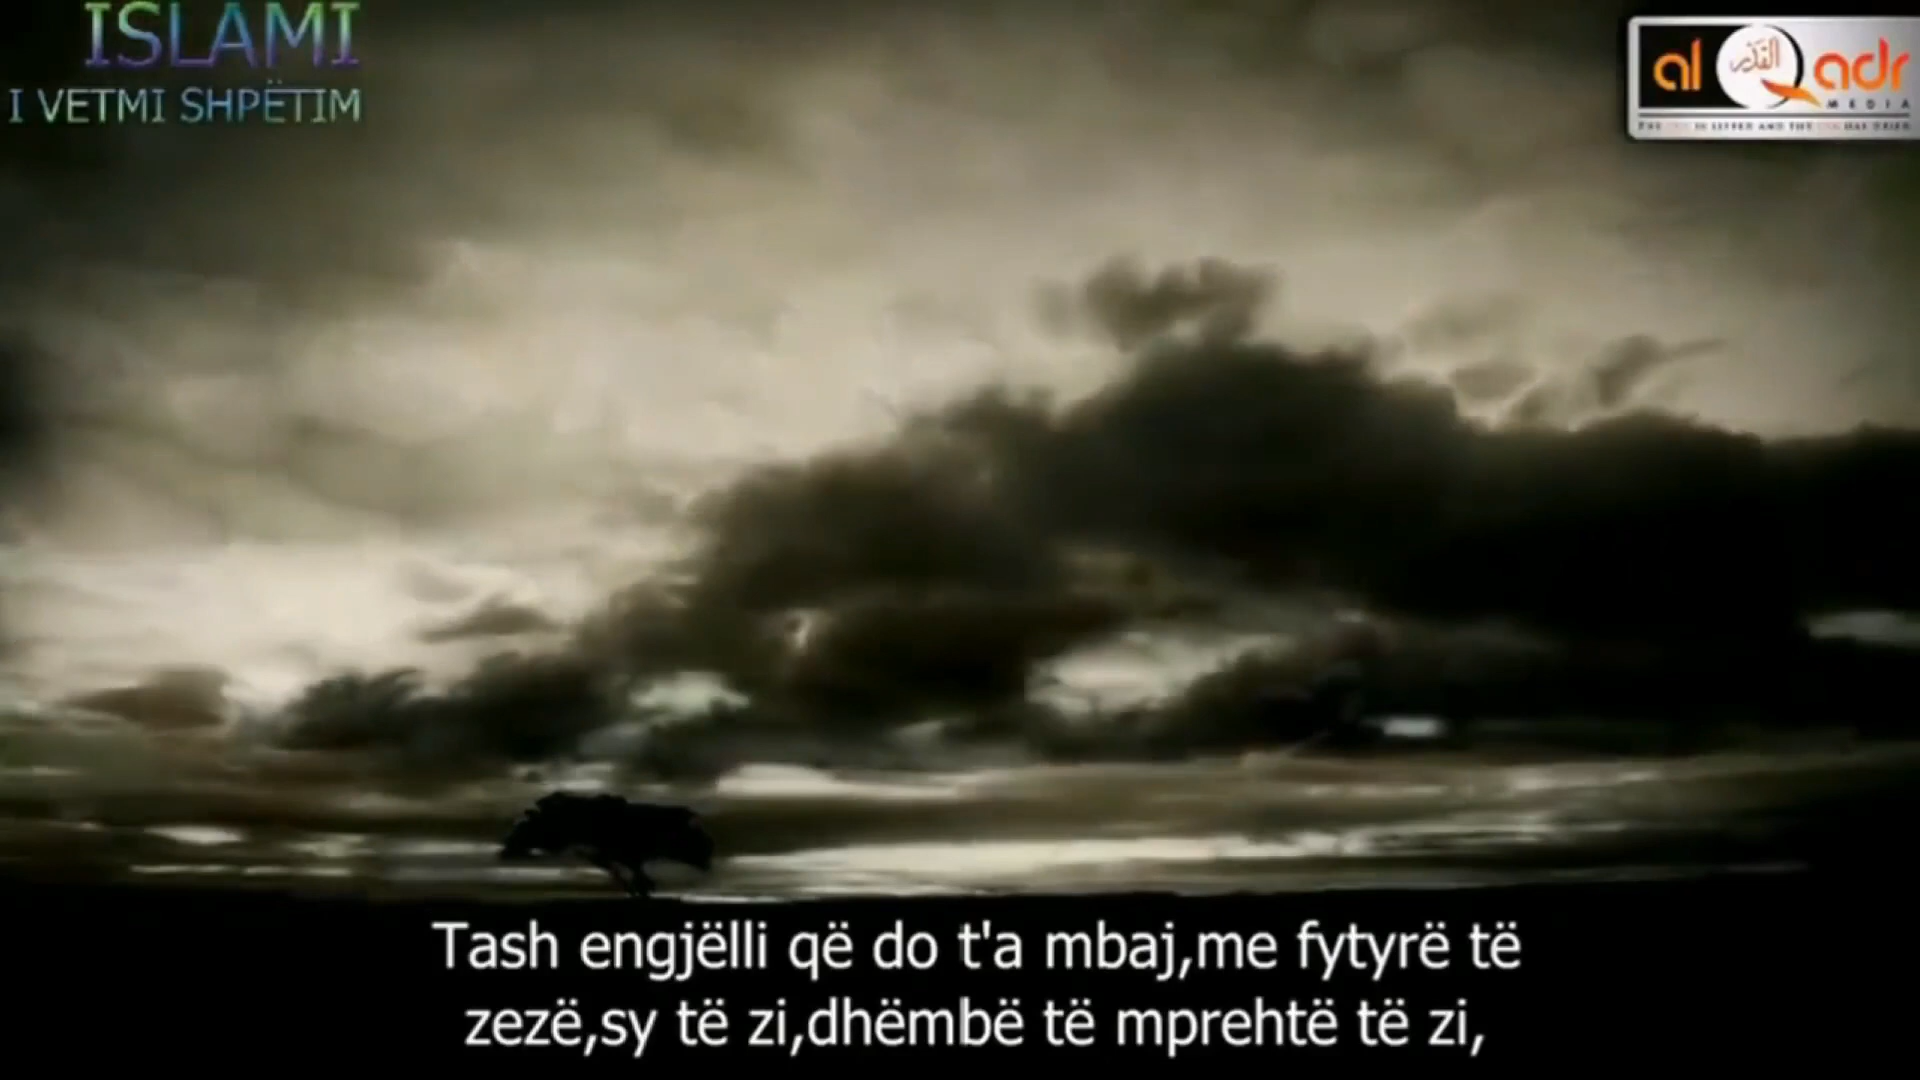 ISLAMI
I VETMI SHPËTIM
al Qadr
القدر
MEDIA
Tash engjëlli që do t'a mbaj,me fytyrë të
zezë,sy të zi,dhëmbë të mprehtë të zi,